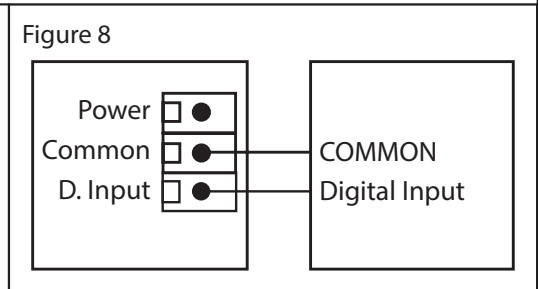 Figure 8
Power
Common
D. Input
COMMON
Digital Input